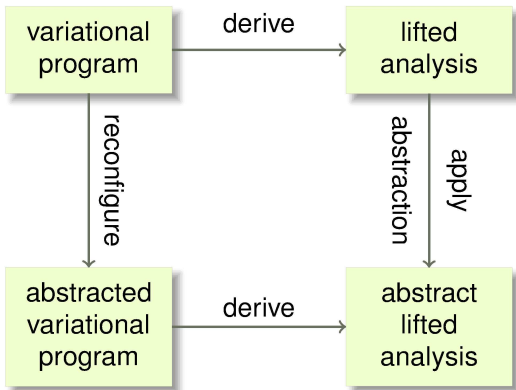 variational
program
derive
lifted
analysis
reconfigure
abstraction
apply
abstracted
variational
program
derive
abstract
lifted
analysis